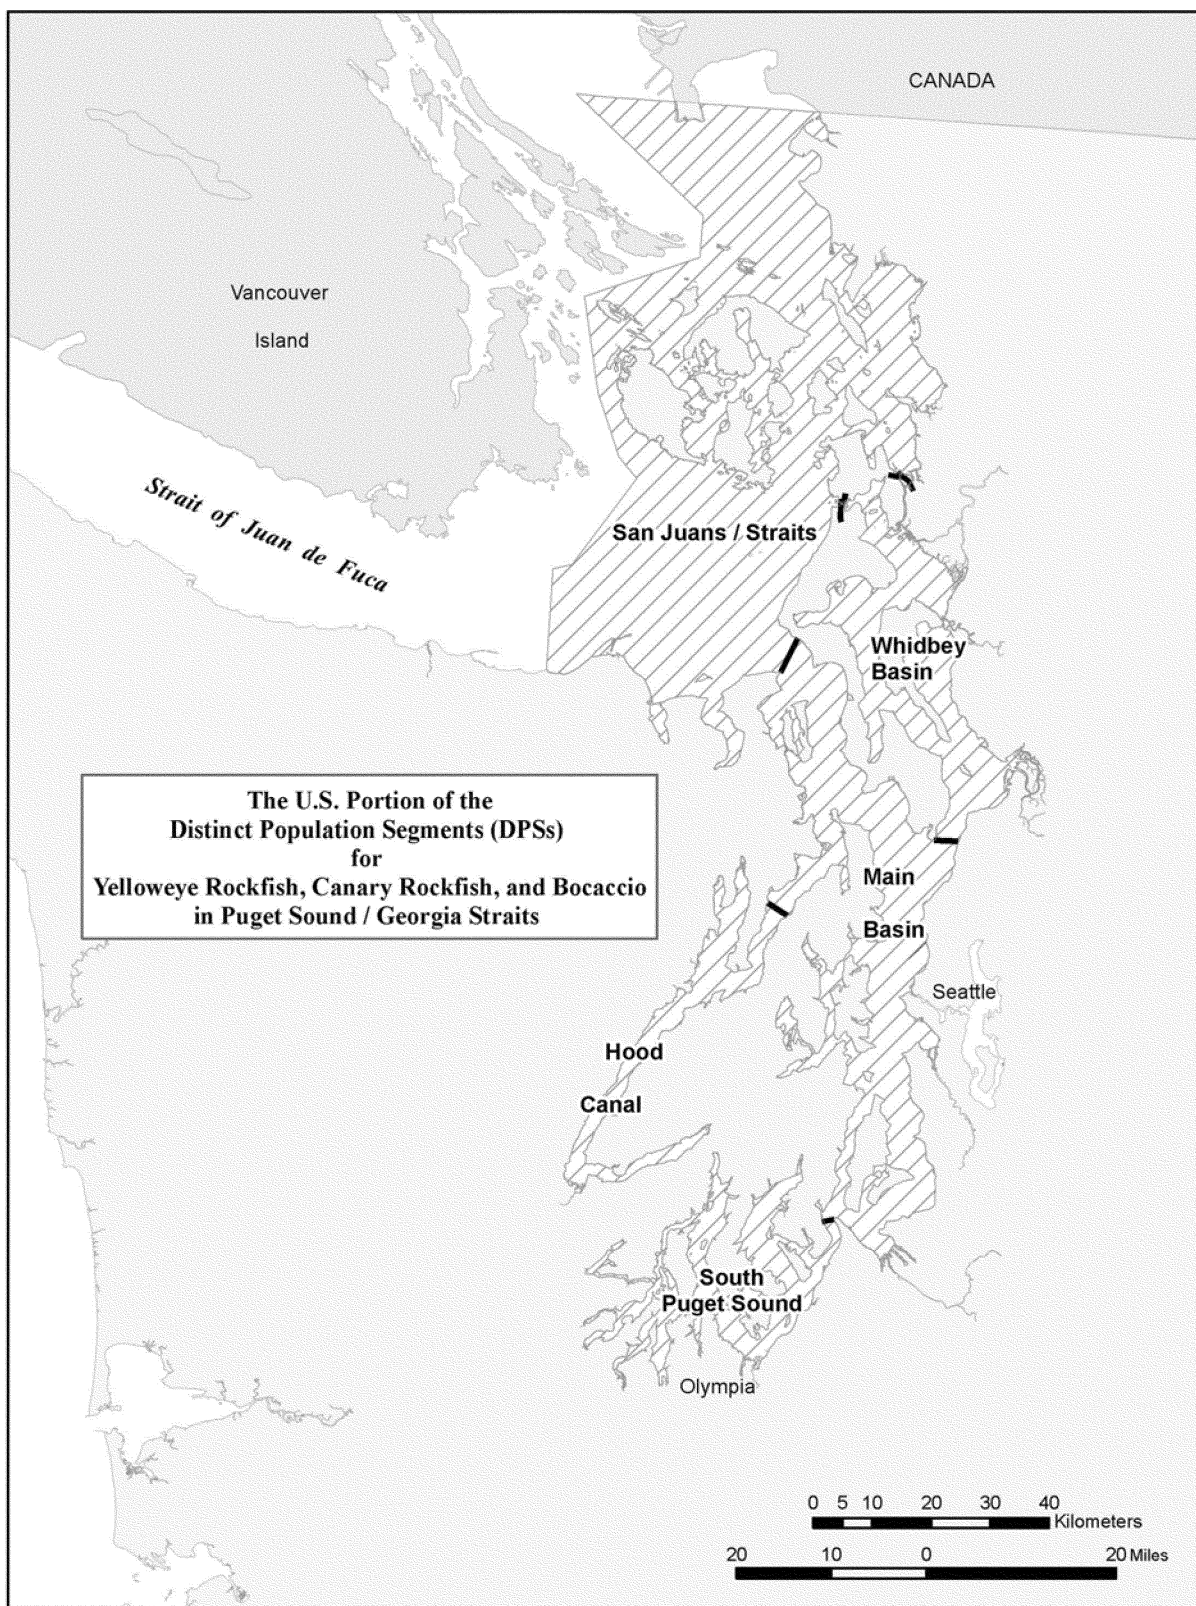 CANADA
Vancouver
Island
Strait of Juan de Fuca
San Juans / Straits
Whidbey
Basin
The U.S. Portion of the
Distinct Population Segments (DPSs)
for
Yelloweye Rockfish, Canary Rockfish, and Bocaccio
in Puget Sound / Georgia Straits
Main
Basin
Seattle
Hood
Canal
South
Puget Sound
Olympia
0 5 10 20 30 40
Kilometers
20 10 0 20 Miles